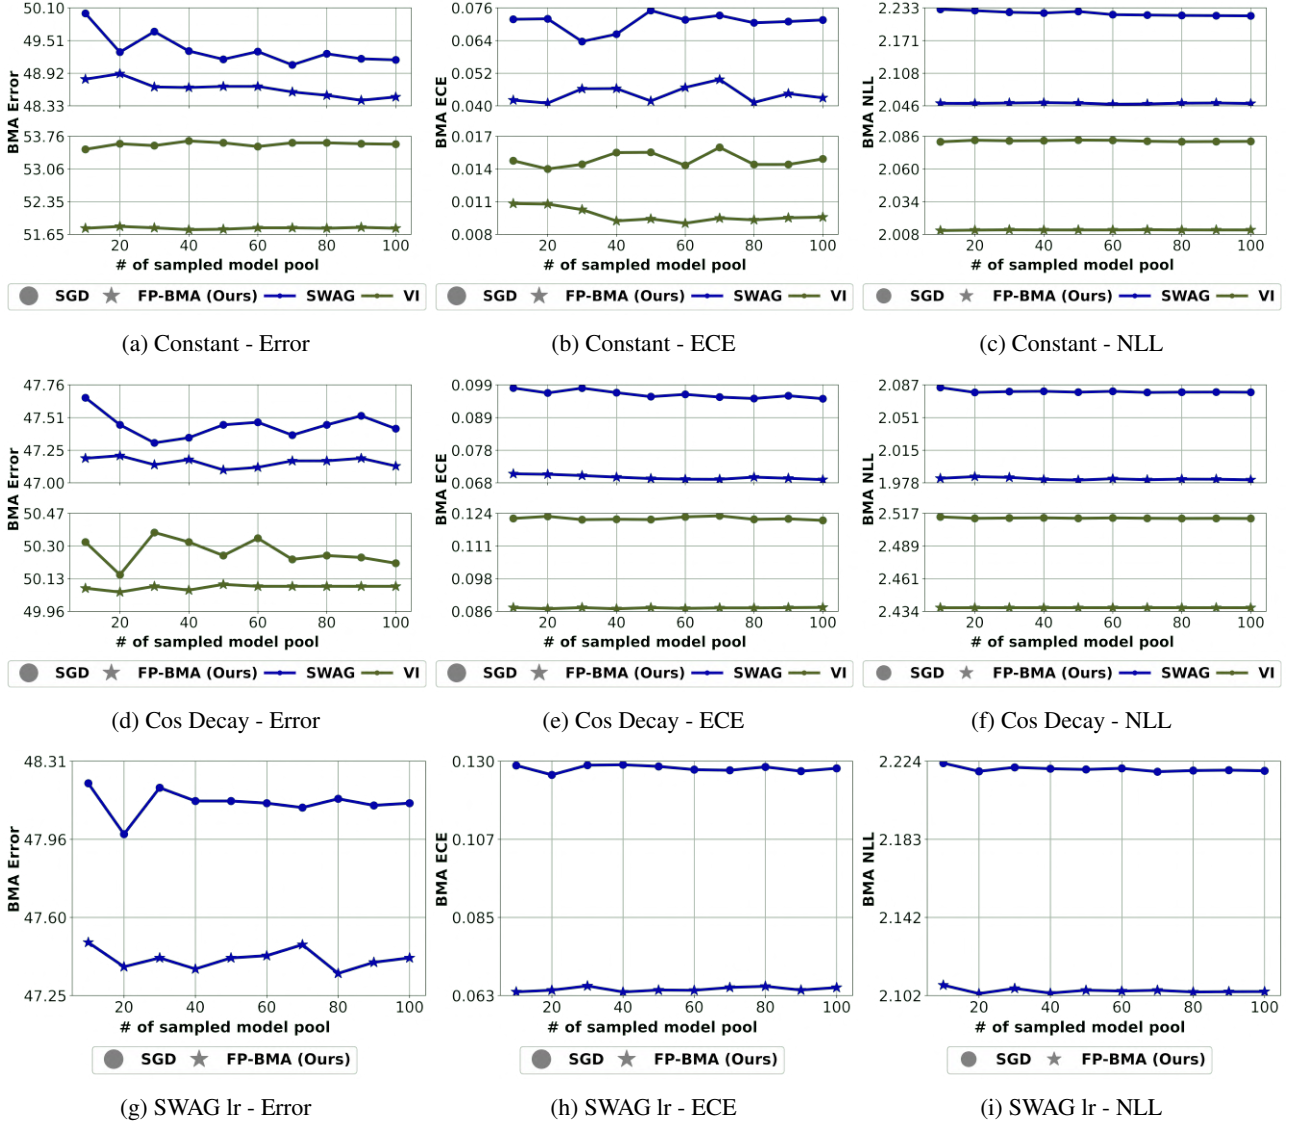 BMA Error
50.10
49.51
48.92
48.33
53.76
53.06
52.35
51.65
20 40 60 80 100
# of sampled model pool
SGD FP-BMA (Ours) SWAG VI
(a) Constant - Error
BMA ECE
0.076
0.064
0.052
0.040
0.017
0.014
0.011
0.008
20 40 60 80 100
# of sampled model pool
SGD FP-BMA (Ours) SWAG VI
(b) Constant - ECE
BMA NLL
2.233
2.171
2.108
2.046
2.086
2.060
2.034
2.008
20 40 60 80 100
# of sampled model pool
SGD FP-BMA (Ours) SWAG VI
(c) Constant - NLL
BMA Error
47.76
47.51
47.25
47.00
50.47
50.30
50.13
49.96
20 40 60 80 100
# of sampled model pool
SGD FP-BMA (Ours) SWAG VI
(d) Cos Decay - Error
BMA ECE
0.099
0.089
0.078
0.068
0.124
0.111
0.098
0.086
20 40 60 80 100
# of sampled model pool
SGD FP-BMA (Ours) SWAG VI
(e) Cos Decay - ECE
BMA NLL
2.087
2.051
2.015
1.978
2.517
2.489
2.461
2.434
20 40 60 80 100
# of sampled model pool
SGD FP-BMA (Ours) SWAG VI
(f) Cos Decay - NLL
BMA Error
48.31
47.96
47.60
47.25
20 40 60 80 100
# of sampled model pool
SGD FP-BMA (Ours)
(g) SWAG lr - Error
BMA ECE
0.130
0.107
0.085
0.063
20 40 60 80 100
# of sampled model pool
SGD FP-BMA (Ours)
(h) SWAG lr - ECE
BMA NLL
2.224
2.183
2.142
2.102
20 40 60 80 100
# of sampled model pool
SGD FP-BMA (Ours)
(i) SWAG lr - NLL